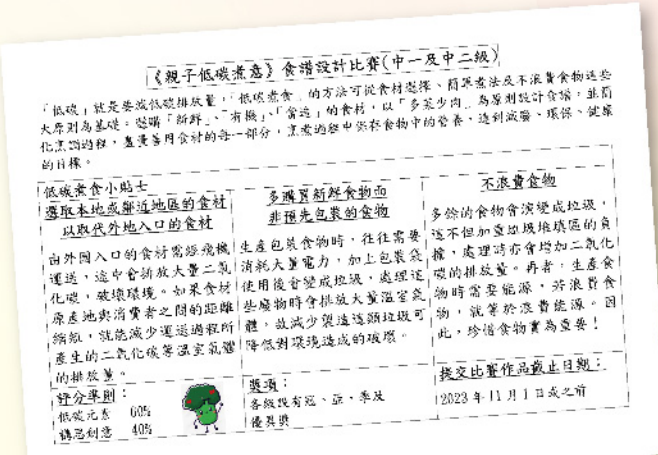 《親子低碳煮意》食譜設計比賽(中一及中二級)
「低碳」就是要減低碳排放量,「低碳煮食」的方法可從食材選擇、簡單煮法及不浪費食物這些
大原則為基礎。選購「新鮮」、「有機」、「當造」的食材,以「多菜少肉」為原則設計食譜,並簡
化烹調過程,盡量善用食材的每一部分,烹煮過程中保存食物中的營養,達到減廢、環保、健康
的目標。
低碳煮食小貼士
選取本地或鄰近地區的食材
以取代外地入口的食材
由外國入口的食材需經飛機
運送,途中會排放大量二氧
化碳,破壞環境。如果食材
原產地與消費者之間的距離
縮短,就能減少運送過程所
產生的二氧化碳等溫室氣體
的排放量。
多購買新鮮食物而
非預先包裝的食物
生產包裝食物時,往往需要
消耗大量電力,加上包裝袋
使用後會變成垃圾,處理這
些廢物時會排放大量溫室氣
體,故減少製造這類垃圾可
降低對環境造成的破壞。
不浪費食物
多餘的食物會演變成垃圾,
這不但加重垃圾堆填區的負
擔,處理時亦會增加二氧化
碳的排放量。再者,生產食
物時需要能源,若浪費食
物,就等於浪費能源。因
此,珍惜食物實為重要!
評分準則:
低碳元素 60%
構思創意 40%
獎項:
各級設有冠、亞、季及
優異獎
提交比賽作品截止日期:
2023年11月1日或之前